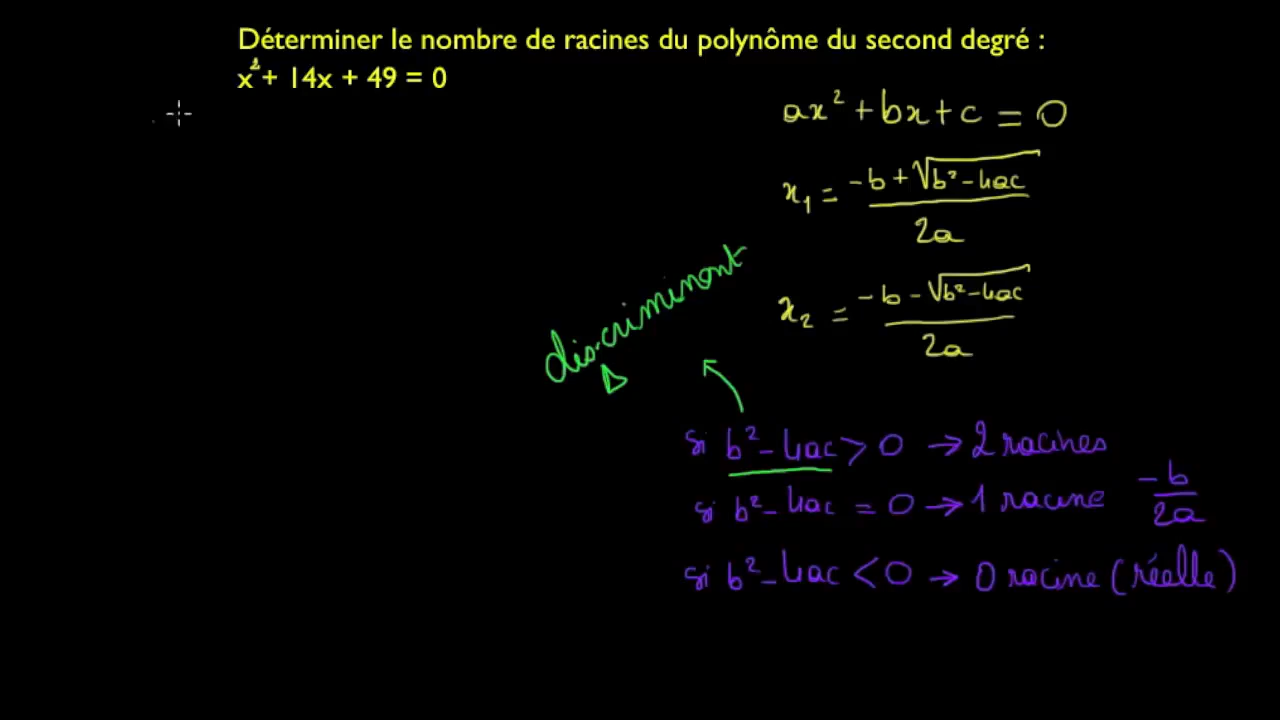 Déterminer le nombre de racines du polynôme du second degré :
x² + 14x + 49 = 0
ax² + bx + c = 0
x₁ = (-b + √(b² - 4ac)) / 2a
x₂ = (-b - √(b² - 4ac)) / 2a
discriminant
Δ
si b² - 4ac > 0 → 2 racines
si b² - 4ac = 0 → 1 racine -b/2a
si b² - 4ac < 0 → 0 racine (réelle)